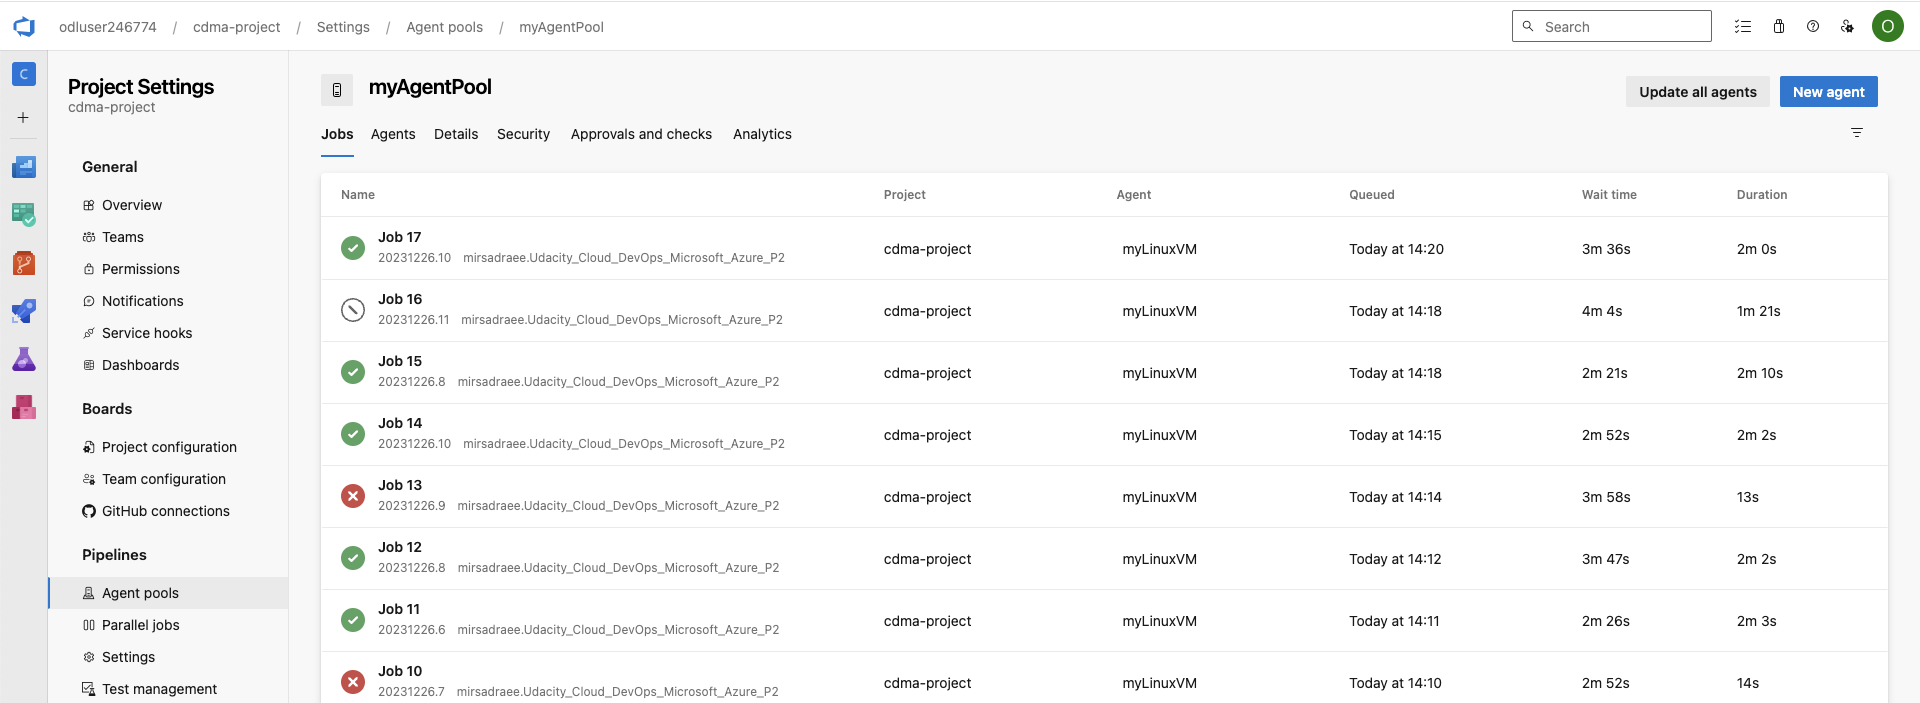 odluser246774 / cdma-project / Settings / Agent pools / myAgentPool
Search
O
C
Project Settings
cdma-project
General
Overview
Teams
Permissions
Notifications
Service hooks
Dashboards
Boards
Project configuration
Team configuration
GitHub connections
Pipelines
Agent pools
Parallel jobs
Settings
Test management
myAgentPool
Update all agents New agent
Jobs Agents Details Security Approvals and checks Analytics
Name Project Agent Queued Wait time Duration
Job 17
20231226.10 mirsadraee.Udacity_Cloud_DevOps_Microsoft_Azure_P2
cdma-project myLinuxVM Today at 14:20 3m 36s 2m 0s
Job 16
20231226.11 mirsadraee.Udacity_Cloud_DevOps_Microsoft_Azure_P2
cdma-project myLinuxVM Today at 14:18 4m 4s 1m 21s
Job 15
20231226.8 mirsadraee.Udacity_Cloud_DevOps_Microsoft_Azure_P2
cdma-project myLinuxVM Today at 14:18 2m 21s 2m 10s
Job 14
20231226.10 mirsadraee.Udacity_Cloud_DevOps_Microsoft_Azure_P2
cdma-project myLinuxVM Today at 14:15 2m 52s 2m 2s
Job 13
20231226.9 mirsadraee.Udacity_Cloud_DevOps_Microsoft_Azure_P2
cdma-project myLinuxVM Today at 14:14 3m 58s 13s
Job 12
20231226.8 mirsadraee.Udacity_Cloud_DevOps_Microsoft_Azure_P2
cdma-project myLinuxVM Today at 14:12 3m 47s 2m 2s
Job 11
20231226.6 mirsadraee.Udacity_Cloud_DevOps_Microsoft_Azure_P2
cdma-project myLinuxVM Today at 14:11 2m 26s 2m 3s
Job 10
20231226.7 mirsadraee.Udacity_Cloud_DevOps_Microsoft_Azure_P2
cdma-project myLinuxVM Today at 14:10 2m 52s 14s